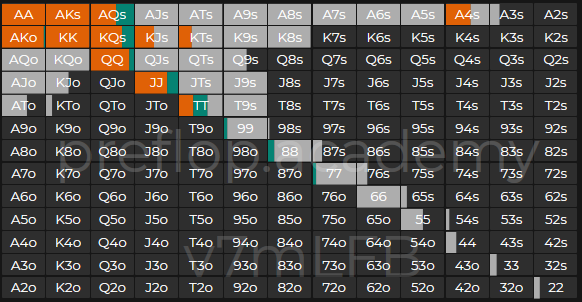 AA AKs AQs AJs ATs A9s A8s A7s A6s A5s A4s A3s A2s
AKo KK KQs KJs KTs K9s K8s K7s K6s K5s K4s K3s K2s
AQo KQo QQ QJs QTs Q9s Q8s Q7s Q6s Q5s Q4s Q3s Q2s
AJo KJo QJo JJ JTs J9s J8s J7s J6s J5s J4s J3s J2s
ATo KTo QTo JTo TT T9s T8s T7s T6s T5s T4s T3s T2s
A9o K9o Q9o J9o T9o 99 98s 97s 96s 95s 94s 93s 92s
A8o K8o Q8o J8o T8o 98o 88 87s 86s 85s 84s 83s 82s
preflop.academy
A7o K7o Q7o J7o T7o 97o 87o 77 76s 75s 74s 73s 72s
A6o K6o Q6o J6o T6o 96o 86o 76o 66 65s 64s 63s 62s
A5o K5o Q5o J5o T5o 95o 85o 75o 65o 55 54s 53s 52s
A4o K4o Q4o J4o T4o 94o 84o 74o 64o 54o 44 43s 42s
v7mLFB
A3o K3o Q3o J3o T3o 93o 83o 73o 63o 53o 43o 33 32s
A2o K2o Q2o J2o T2o 92o 82o 72o 62o 52o 42o 32o 22